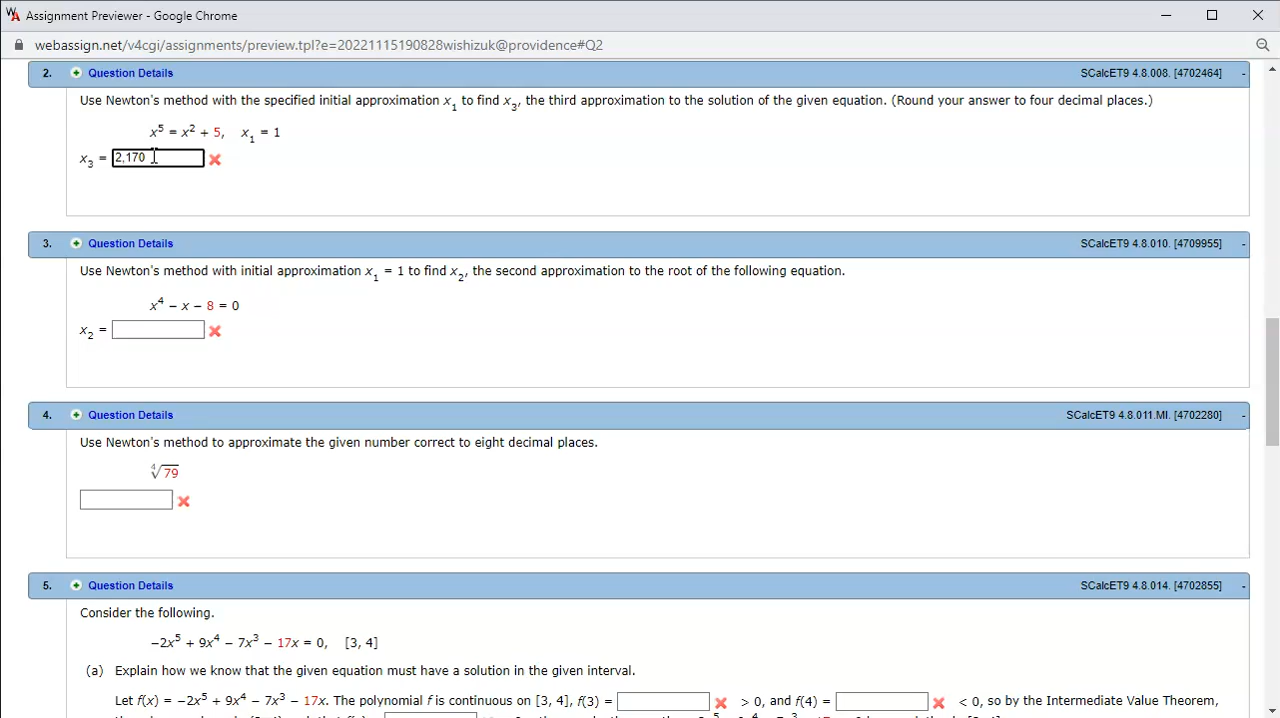 Assignment Previewer - Google Chrome
webassign.net/v4cgi/assignments/preview.tpl?e=20221115190828wishizuk@providence#Q2
2. Question Details SCalcET9 4.8.008. [4702464] -
Use Newton's method with the specified initial approximation x₁ to find x₃, the third approximation to the solution of the given equation. (Round your answer to four decimal places.)
x⁵ = x² + 5, x₁ = 1
x₃ = 2,170
3. Question Details SCalcET9 4.8.010. [4709955] -
Use Newton's method with initial approximation x₁ = 1 to find x₂, the second approximation to the root of the following equation.
x⁴ − x − 8 = 0
x₂ =
4. Question Details SCalcET9 4.8.011.MI. [4702280] -
Use Newton's method to approximate the given number correct to eight decimal places.
⁴√79
5. Question Details SCalcET9 4.8.014. [4702855] -
Consider the following.
−2x⁵ + 9x⁴ − 7x³ − 17x = 0, [3, 4]
(a) Explain how we know that the given equation must have a solution in the given interval.
Let f(x) = −2x⁵ + 9x⁴ − 7x³ − 17x. The polynomial f is continuous on [3, 4], f(3) = > 0, and f(4) = < 0, so by the Intermediate Value Theorem,